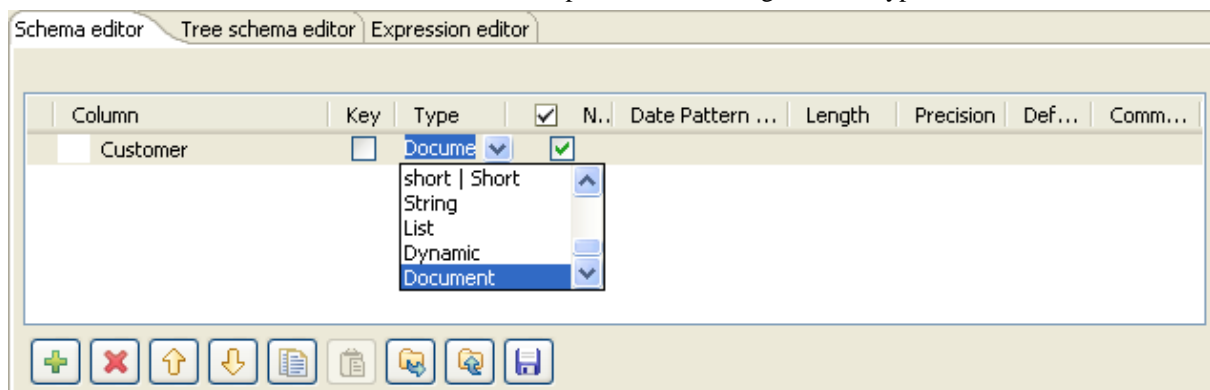 Schema editor Tree schema editor Expression editor
Column Key Type N.. Date Pattern ... Length Precision Def... Comm...
Customer Docume
short | Short
String
List
Dynamic
Document